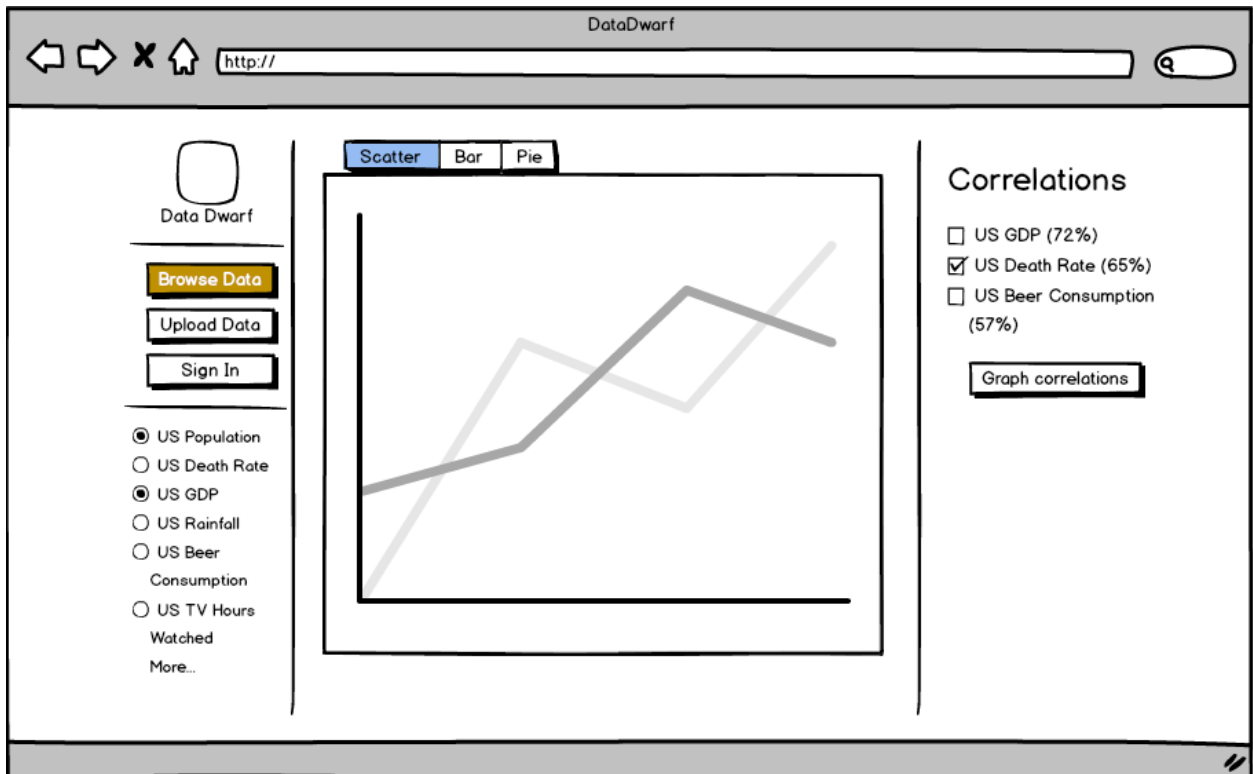 DataDwarf
http://
Data Dwarf
Browse Data
Upload Data
Sign In
US Population
US Death Rate
US GDP
US Rainfall
US Beer
Consumption
US TV Hours
Watched
More...
Scatter
Bar
Pie
Correlations
US GDP (72%)
US Death Rate (65%)
US Beer Consumption
(57%)
Graph correlations